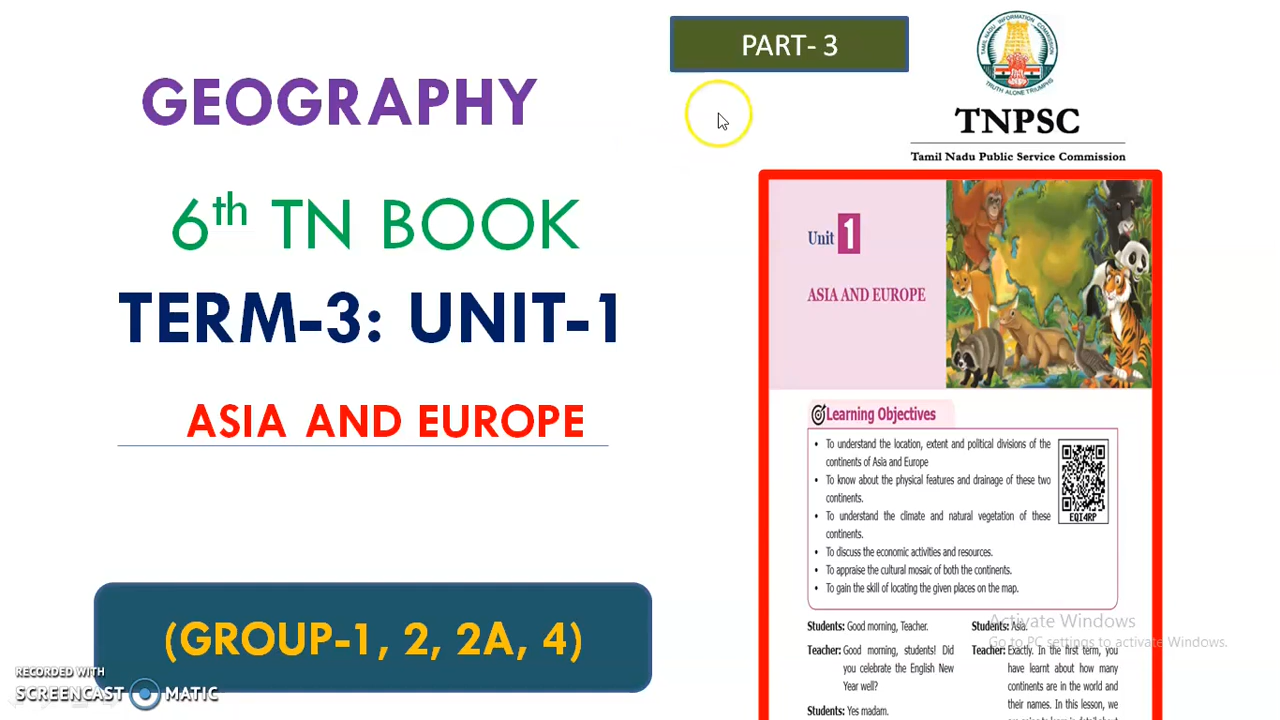 PART- 3
GEOGRAPHY
6th TN BOOK
TERM-3: UNIT-1
ASIA AND EUROPE
(GROUP-1, 2, 2A, 4)
RECORDED WITH
SCREENCAST MATIC
TAMIL NADU INFORMATION COMMISSION
TRUTH ALONE TRIUMPHS
TNPSC
Tamil Nadu Public Service Commission
Unit 1
ASIA AND EUROPE
Learning Objectives
• To understand the location, extent and political divisions of the
continents of Asia and Europe
• To know about the physical features and drainage of these two
continents.
• To understand the climate and natural vegetation of these
continents.
• To discuss the economic activities and resources.
• To appraise the cultural mosaic of both the continents.
• To gain the skill of locating the given places on the map.
EQI4RP
Students: Good morning, Teacher.
Teacher: Good morning, students! Did
you celebrate the English New
Year well?
Students: Yes madam.
Students: Asia.
Teacher: Exactly. In the first term, you
have learnt about how many
continents are in the world and
their names. In this lesson, we
Activate Windows
Go to PC settings to activate Windows.